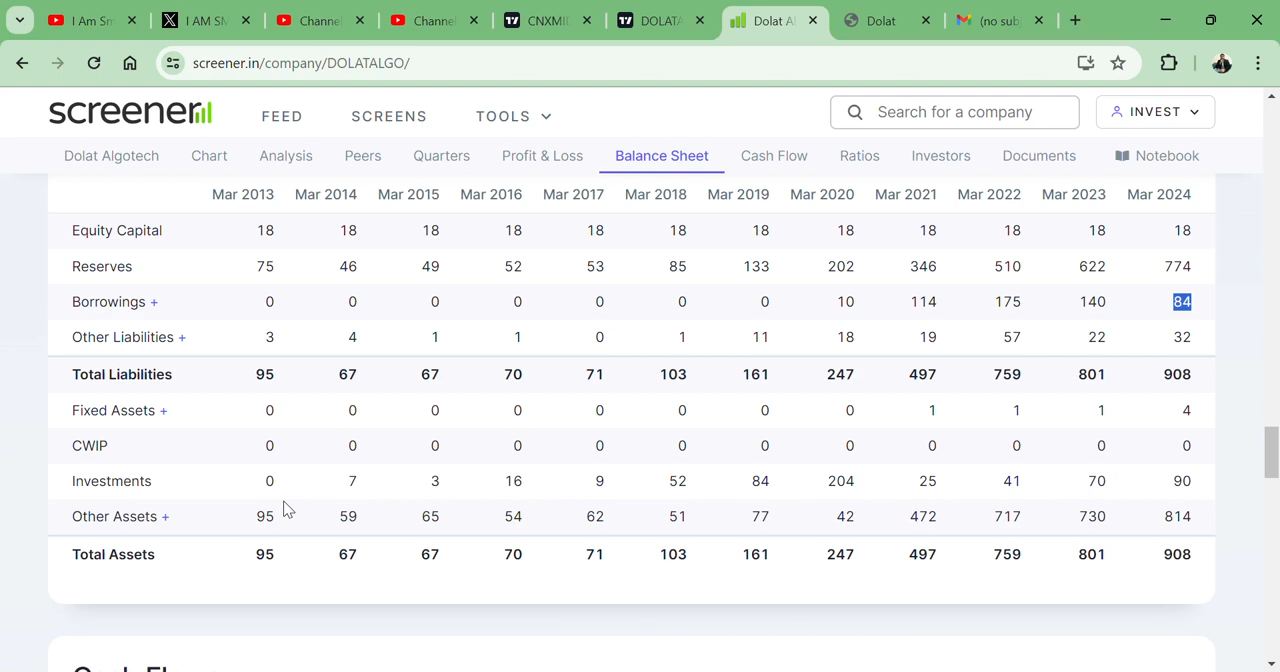 I Am Sm
I AM SM
Channel
Channel
CNXMID
DOLATA
Dolat Al
Dolat
(no sub
screener.in/company/DOLATALGO/
screener
FEED
SCREENS
TOOLS
Search for a company
INVEST
Dolat Algotech Chart Analysis Peers Quarters Profit & Loss Balance Sheet Cash Flow Ratios Investors Documents Notebook
Mar 2013 Mar 2014 Mar 2015 Mar 2016 Mar 2017 Mar 2018 Mar 2019 Mar 2020 Mar 2021 Mar 2022 Mar 2023 Mar 2024
Equity Capital 18 18 18 18 18 18 18 18 18 18 18 18
Reserves 75 46 49 52 53 85 133 202 346 510 622 774
Borrowings + 0 0 0 0 0 0 0 10 114 175 140 84
Other Liabilities + 3 4 1 1 0 1 11 18 19 57 22 32
Total Liabilities 95 67 67 70 71 103 161 247 497 759 801 908
Fixed Assets + 0 0 0 0 0 0 0 0 1 1 1 4
CWIP 0 0 0 0 0 0 0 0 0 0 0 0
Investments 0 7 3 16 9 52 84 204 25 41 70 90
Other Assets + 95 59 65 54 62 51 77 42 472 717 730 814
Total Assets 95 67 67 70 71 103 161 247 497 759 801 908